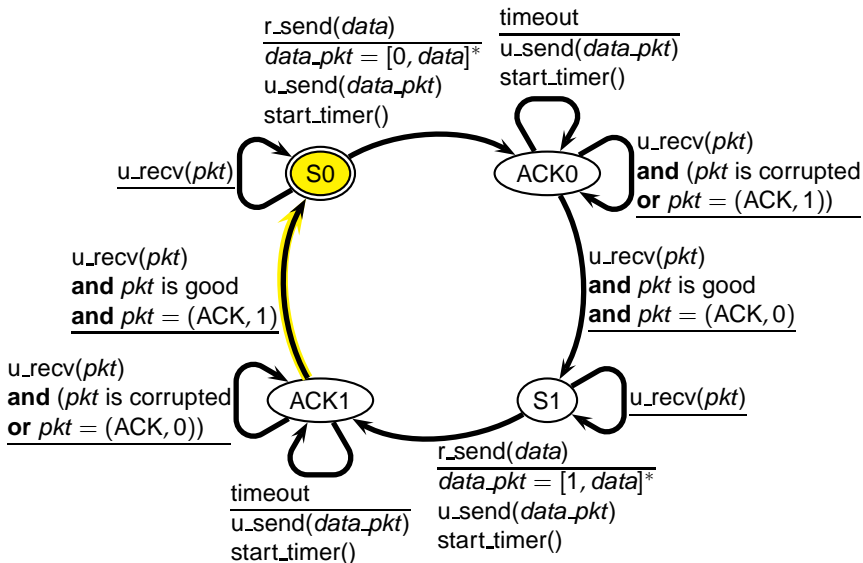 r_send(data)
data_pkt = [0, data]*
u_send(data_pkt)
start_timer()
timeout
u_send(data_pkt)
start_timer()
u_recv(pkt)
S0
ACK0
u_recv(pkt)
and (pkt is corrupted
or pkt = (ACK, 1))
u_recv(pkt)
and pkt is good
and pkt = (ACK, 1)
u_recv(pkt)
and pkt is good
and pkt = (ACK, 0)
u_recv(pkt)
and (pkt is corrupted
or pkt = (ACK, 0))
ACK1
S1
u_recv(pkt)
timeout
u_send(data_pkt)
start_timer()
r_send(data)
data_pkt = [1, data]*
u_send(data_pkt)
start_timer()